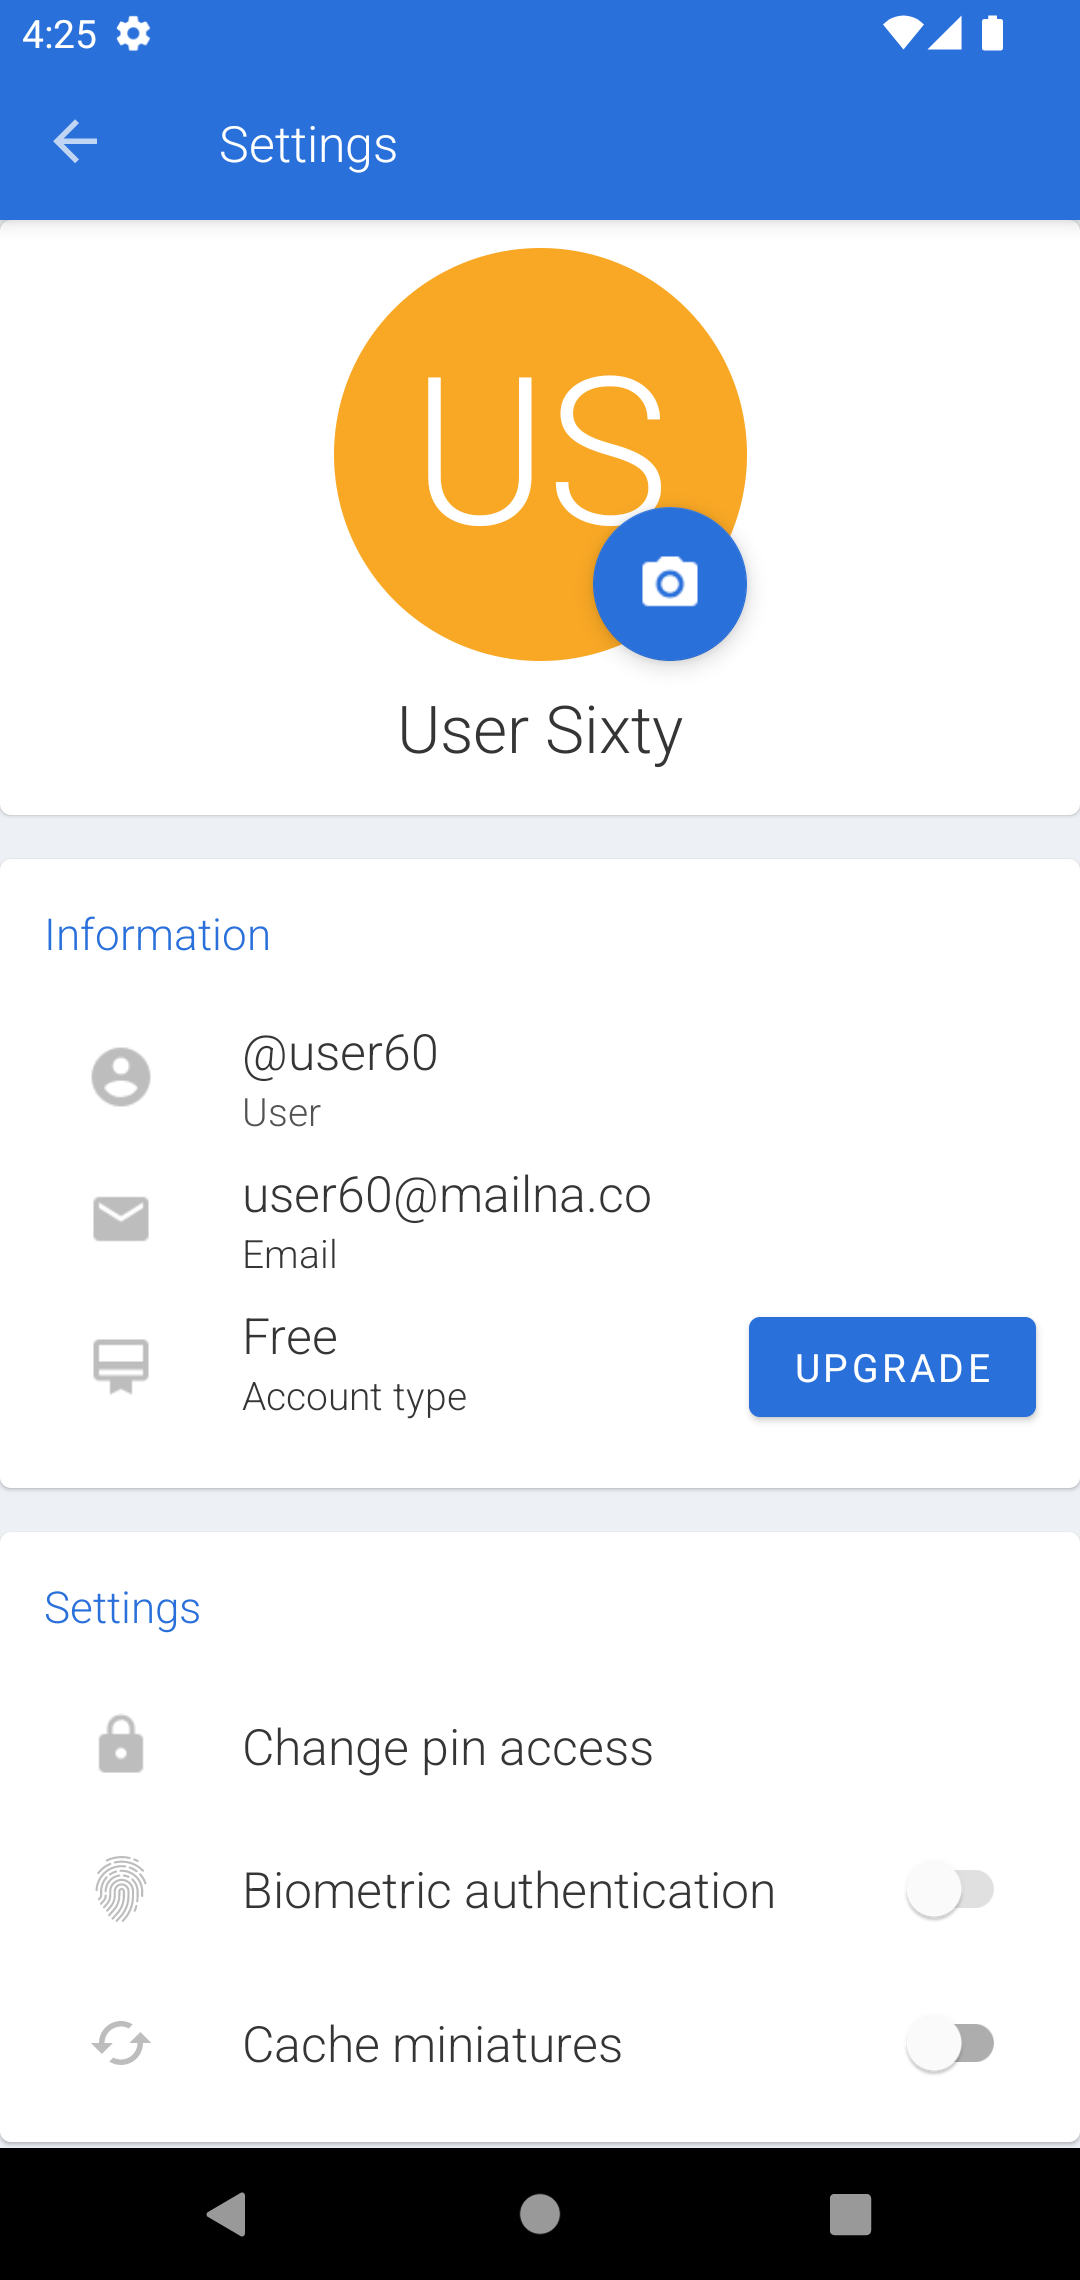 4:25
Settings
US
User Sixty
Information
@user60
User
user60@mailna.co
Email
Free
Account type
UPGRADE
Settings
Change pin access
Biometric authentication
Cache miniatures